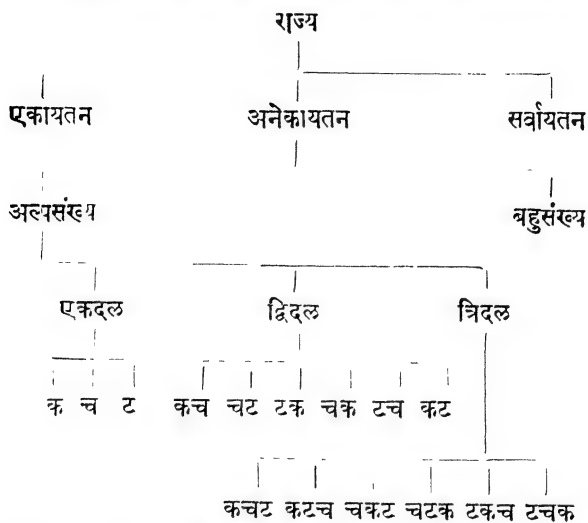 राज्य
एकायतन अनेकायतन सर्वायतन
अल्पसंख्य बहुसंख्य
एकदल द्विदल त्रिदल
क च ट कच चट टक चक टच कट
कचट कटच चकट चटक टकच टचक